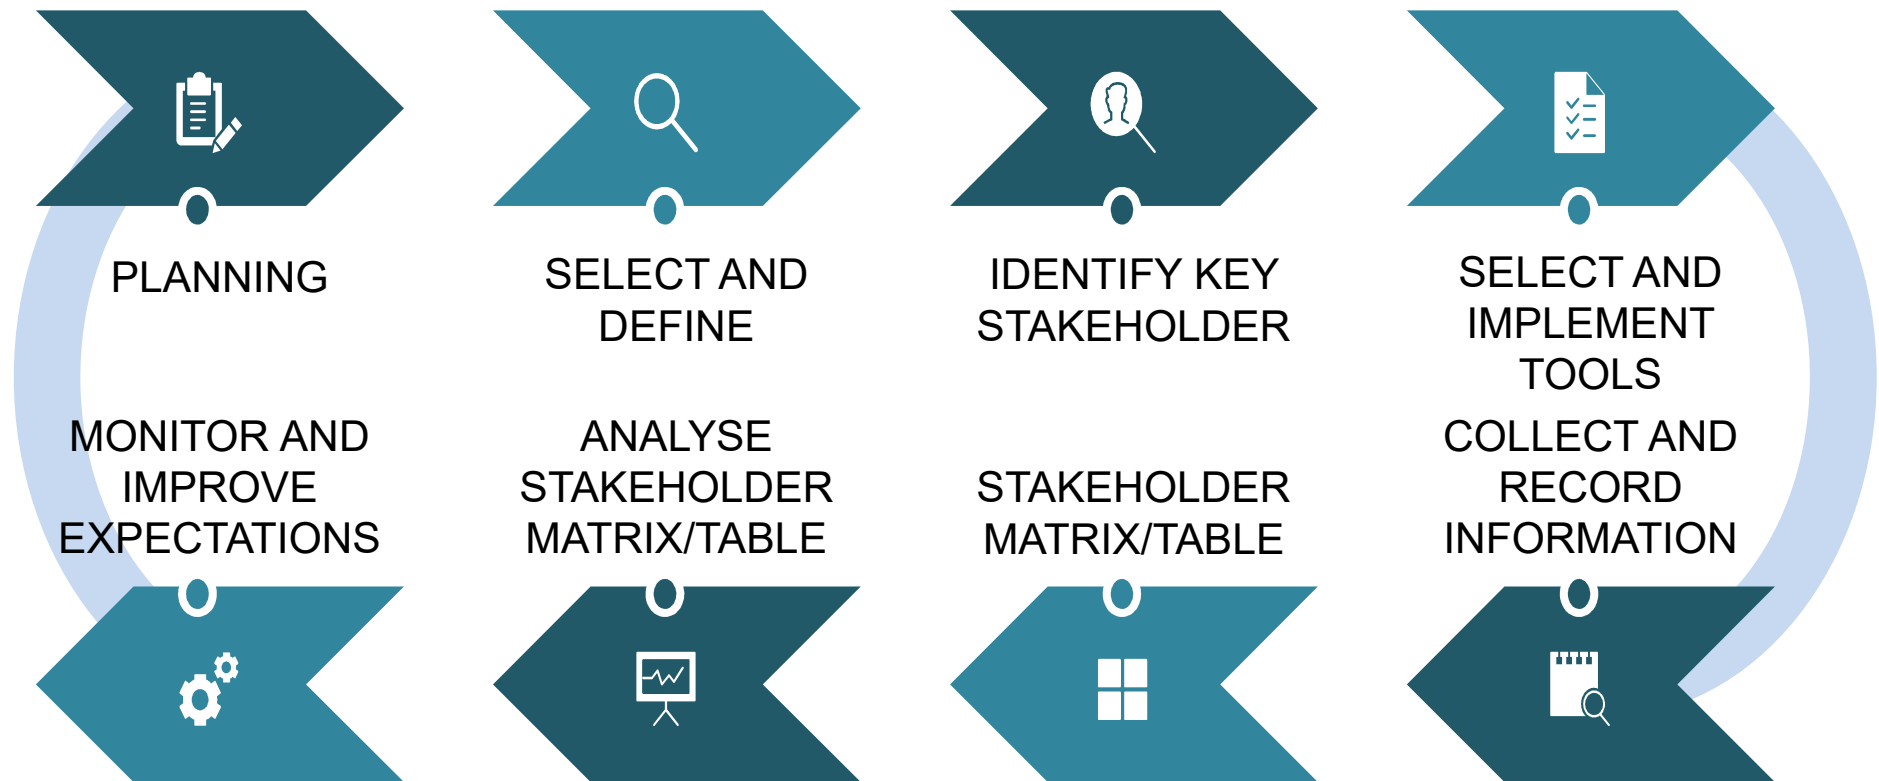 PLANNING
SELECT AND
DEFINE
IDENTIFY KEY
STAKEHOLDER
SELECT AND
IMPLEMENT
TOOLS
MONITOR AND
IMPROVE
EXPECTATIONS
ANALYSE
STAKEHOLDER
MATRIX/TABLE
STAKEHOLDER
MATRIX/TABLE
COLLECT AND
RECORD
INFORMATION